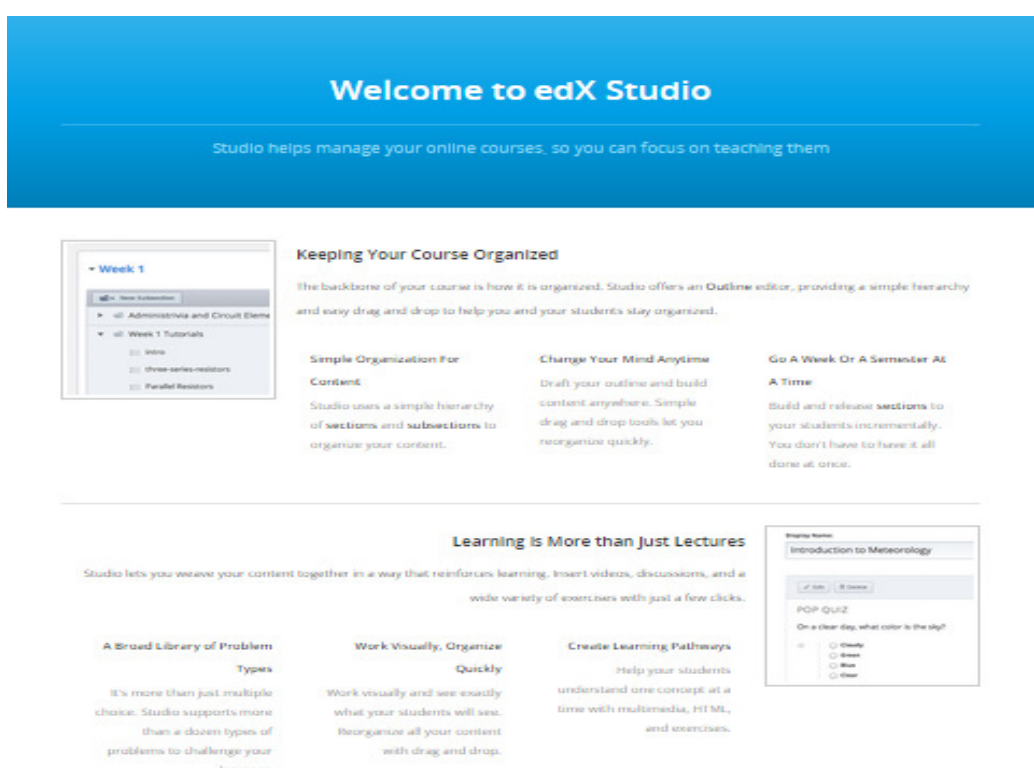 Welcome to edX Studio
Studio helps manage your online courses, so you can focus on teaching them
Week 1
New Subsection
Administrivia and Circuit Eleme
Week 1 Tutorials
Intro
three-series-resistors
Parallel Resistors
Keeping Your Course Organized
The backbone of your course is how it is organized. Studio offers an Outline editor, providing a simple hierarchy
and easy drag and drop to help you and your students stay organized.
Simple Organization For
Content
Studio uses a simple hierarchy
of sections and subsections to
organize your content.
Change Your Mind Anytime
Draft your outline and build
content anywhere. Simple
drag and drop tools let you
reorganize quickly.
Go A Week Or A Semester At
A Time
Build and release sections to
your students incrementally.
You don't have to have it all
done at once.
Learning Is More than Just Lectures
Studio lets you weave your content together in a way that reinforces learning. Insert videos, discussions, and a
wide variety of exercises with just a few clicks.
A Broad Library of Problem
Types
It's more than just multiple
choice. Studio supports more
than a dozen types of
problems to challenge your
Work Visually, Organize
Quickly
Work visually and see exactly
what your students will see.
Reorganize all your content
with drag and drop.
Create Learning Pathways
Help your students
understand one concept at a
time with multimedia, HTML,
and exercises.
Display Name:
Introduction to Meteorology
Edit
Delete
POP QUIZ
On a clear day, what color is the sky?
Cloudy
Green
Blue
Clear